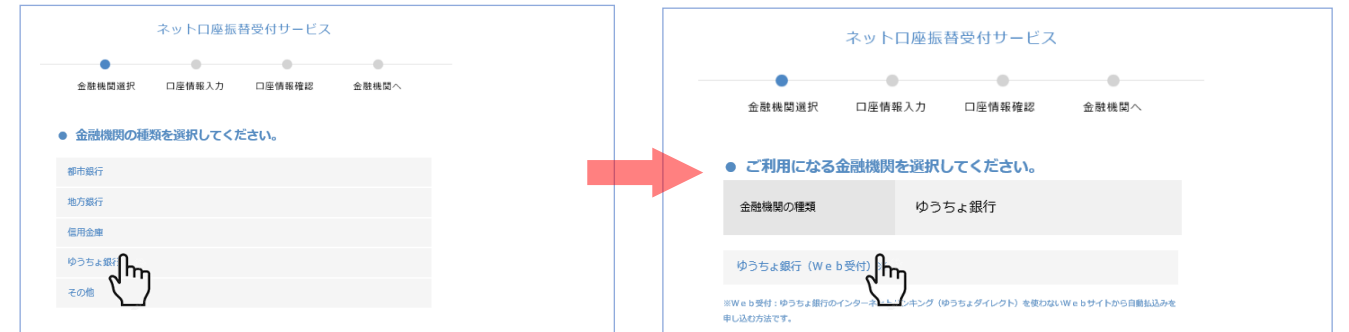 ネット口座振替受付サービス
金融機関選択 口座情報入力 口座情報確認 金融機関へ
● 金融機関の種類を選択してください。
都市銀行
地方銀行
信用金庫
ゆうちょ銀行
その他
ネット口座振替受付サービス
金融機関選択 口座情報入力 口座情報確認 金融機関へ
● ご利用になる金融機関を選択してください。
金融機関の種類 ゆうちょ銀行
ゆうちょ銀行（Ｗｅｂ受付）※
※Ｗｅｂ受付：ゆうちょ銀行のインターネットバンキング（ゆうちょダイレクト）を使わないＷｅｂサイトから自動払込みを
申し込む方法です。